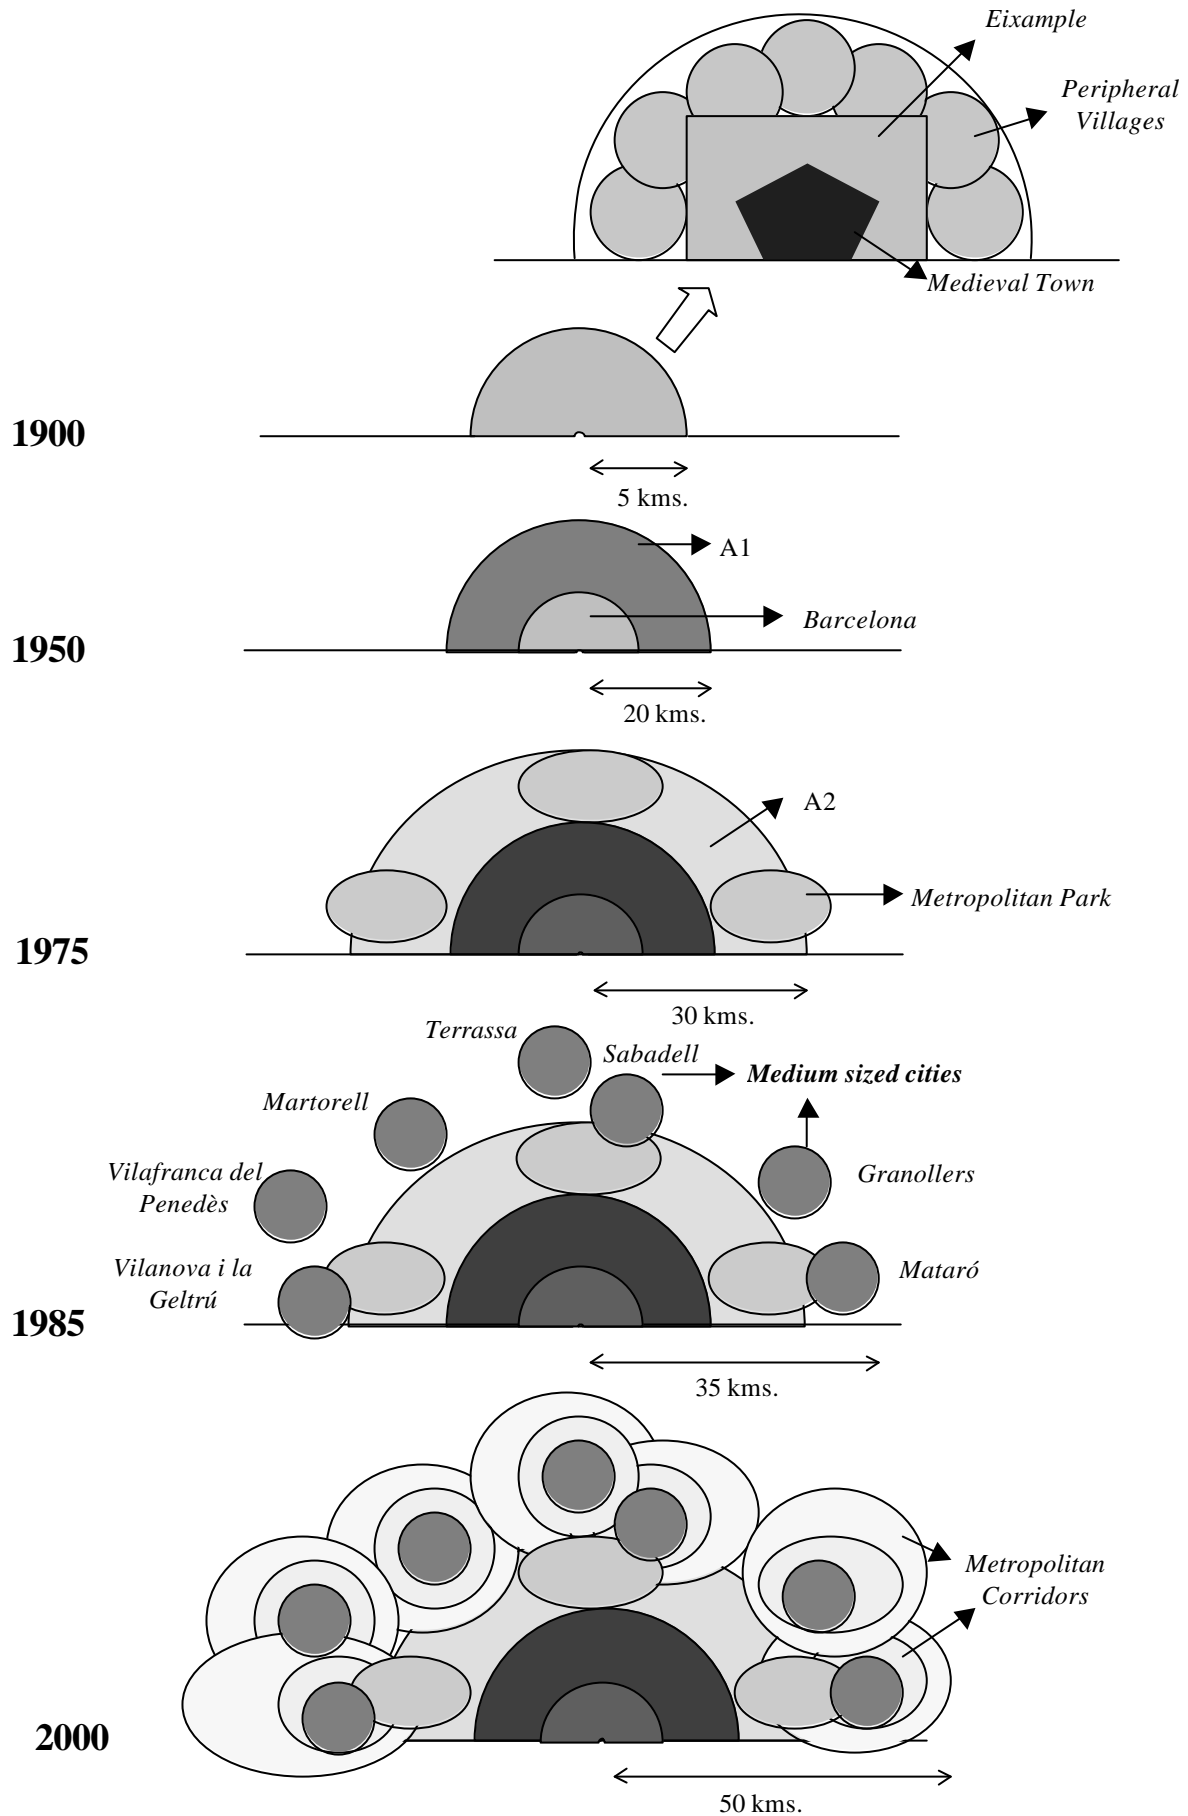 Eixample
Peripheral
Villages
Medieval Town
1900
5 kms.
A1
Barcelona
1950
20 kms.
A2
Metropolitan Park
1975
30 kms.
Terrassa
Sabadell
Medium sized cities
Martorell
Vilafranca del
Penedès
Granollers
Vilanova i la
Geltrú
Mataró
1985
35 kms.
Metropolitan
Corridors
2000
50 kms.